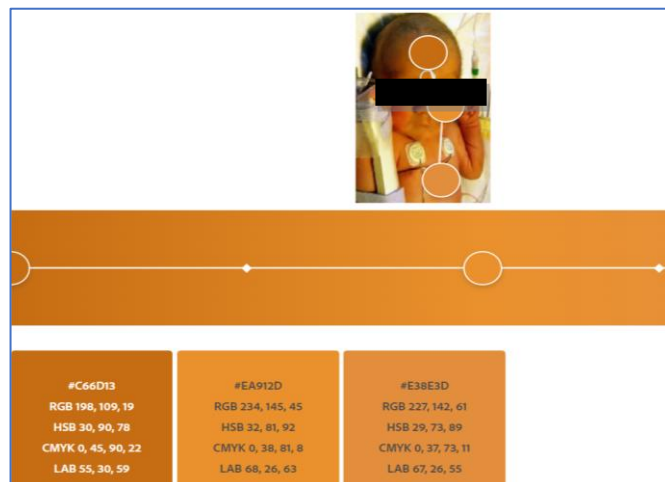 #C66D13
RGB 198, 109, 19
HSB 30, 90, 78
CMYK 0, 45, 90, 22
LAB 55, 30, 59
#EA912D
RGB 234, 145, 45
HSB 32, 81, 92
CMYK 0, 38, 81, 8
LAB 68, 26, 63
#E38E3D
RGB 227, 142, 61
HSB 29, 73, 89
CMYK 0, 37, 73, 11
LAB 67, 26, 55